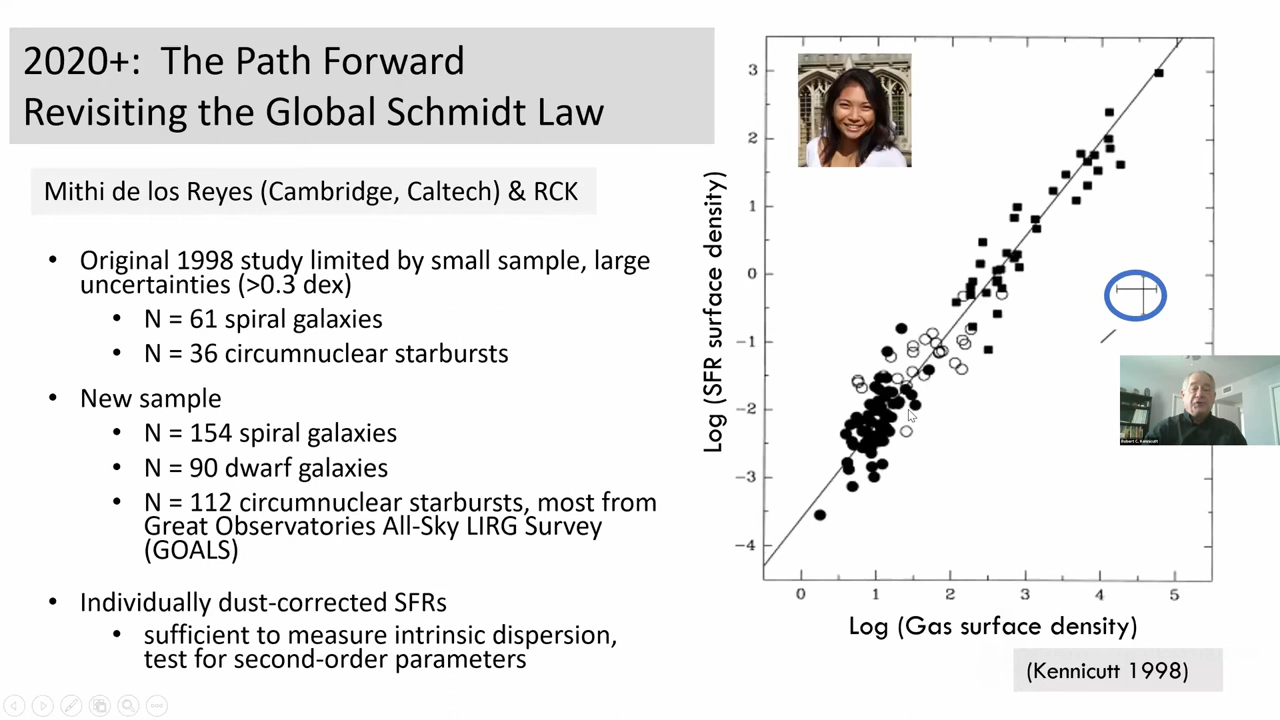 2020+: The Path Forward
Revisiting the Global Schmidt Law
Mithi de los Reyes (Cambridge, Caltech) & RCK
• Original 1998 study limited by small sample, large
uncertainties (>0.3 dex)
• N = 61 spiral galaxies
• N = 36 circumnuclear starbursts
• New sample
• N = 154 spiral galaxies
• N = 90 dwarf galaxies
• N = 112 circumnuclear starbursts, most from
Great Observatories All-Sky LIRG Survey
(GOALS)
• Individually dust-corrected SFRs
• sufficient to measure intrinsic dispersion,
test for second-order parameters
Log (SFR surface density)
3
2
1
0
−1
−2
−3
−4
0 1 2 3 4 5
Log (Gas surface density)
(Kennicutt 1998)
Robert C. Kennicutt